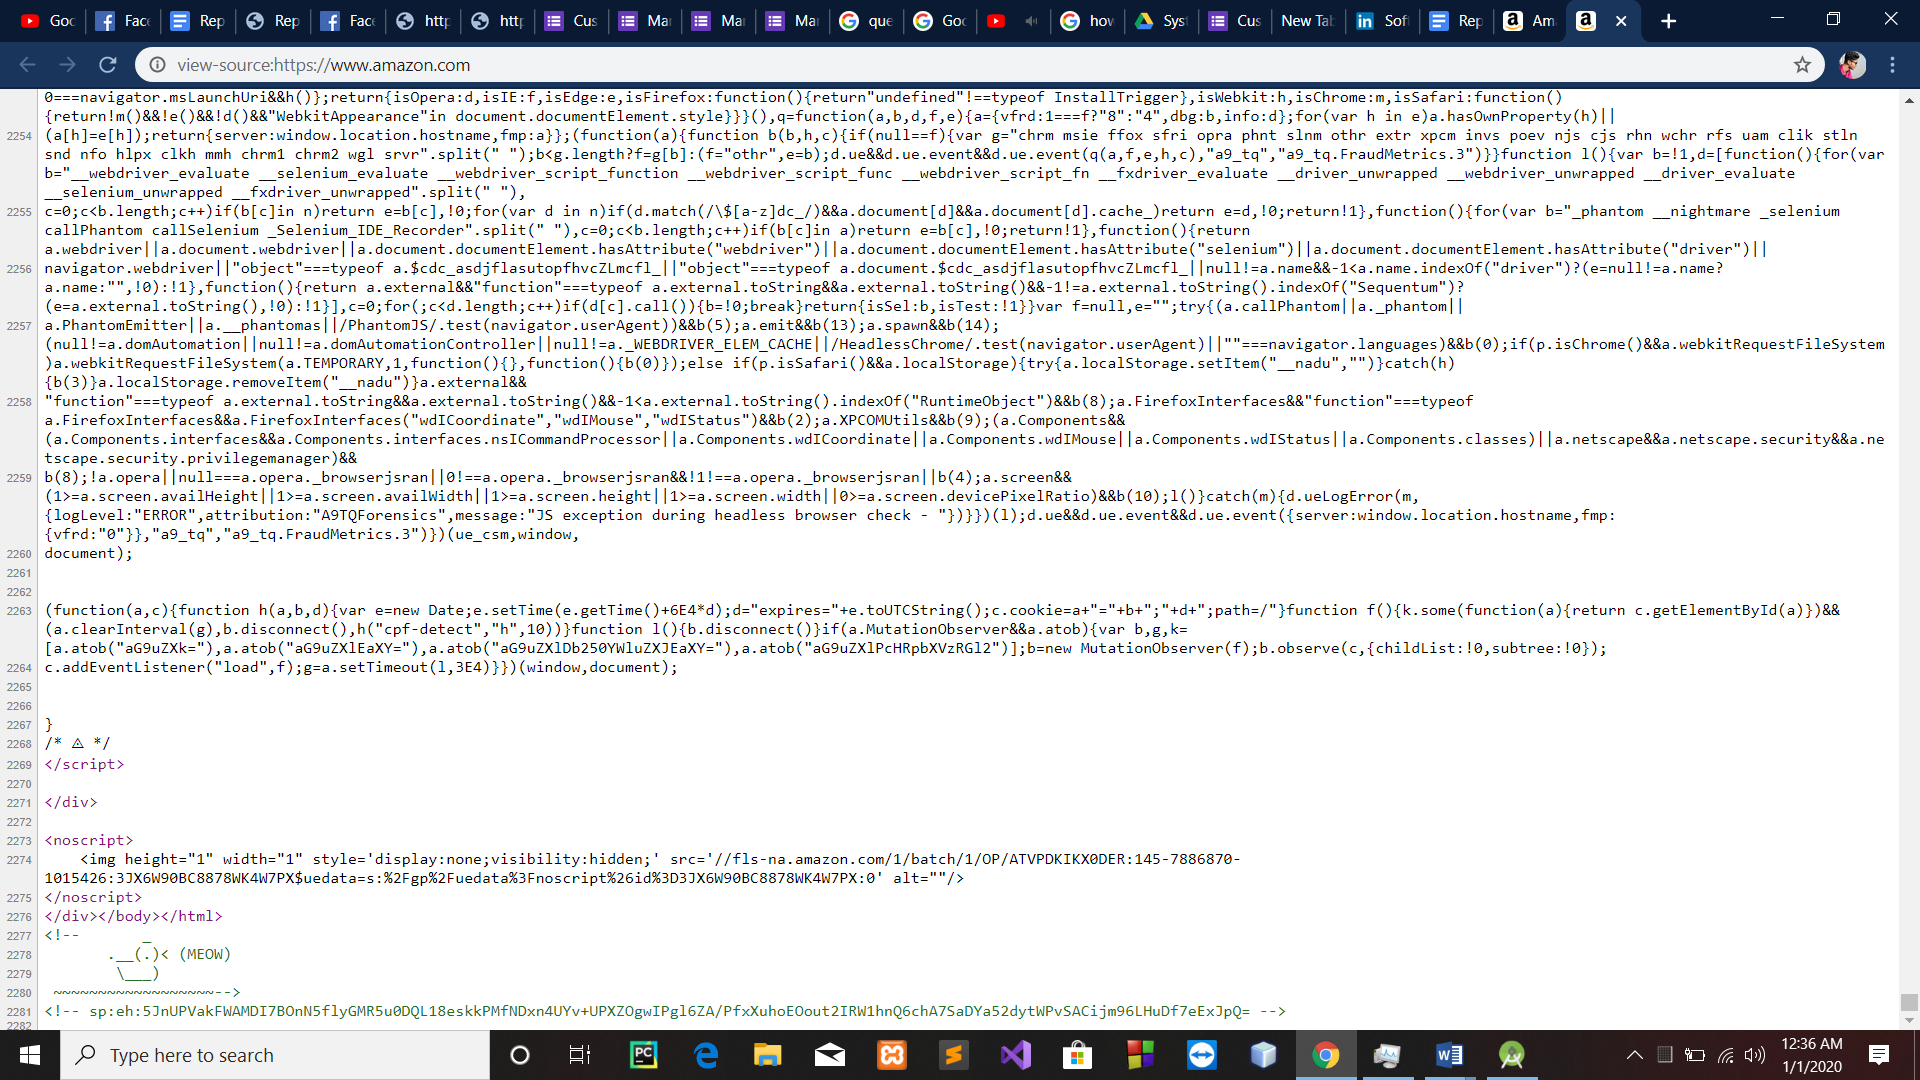 Goc
Face
Rep
Rep
Face
http
http
Cus
Mar
Mar
Mar
que
Goc
how
Syst
Cus
New Tab
Soft
Rep
Ama
view-source:https://www.amazon.com
0===navigator.msLaunchUri&&h()};return{isOpera:d,isIE:f,isEdge:e,isFirefox:function(){return"undefined"!==typeof InstallTrigger},isWebkit:h,isChrome:m,isSafari:function()
{return!m()&&!e()&&!d()&&"WebkitAppearance"in document.documentElement.style}}}(),q=function(a,b,d,f,e){a={vfrd:1===f?"8":"4",dbg:b,info:d};for(var h in e)a.hasOwnProperty(h)||
2254 (a[h]=e[h]);return{server:window.location.hostname,fmp:a}};(function(a){function b(b,h,c){if(null==f){var g="chrm msie ffox sfri opra phnt slnm othr extr xpcm invs poev njs cjs rhn wchr rfs uam clik stln
snd nfo hlpx clkh mmh chrm1 chrm2 wgl srvr".split(" ");b<g.length?f=g[b]:(f="othr",e=b);d.ue&&d.ue.event&&d.ue.event(q(a,f,e,h,c),"a9_tq","a9_tq.FraudMetrics.3")}}function l(){var b=!1,d=[function(){for(var
b="__webdriver_evaluate __selenium_evaluate __webdriver_script_function __webdriver_script_func __webdriver_script_fn __fxdriver_evaluate __driver_unwrapped __webdriver_unwrapped __driver_evaluate
__selenium_unwrapped __fxdriver_unwrapped".split(" "),
2255 c=0;c<b.length;c++)if(b[c]in n)return e=b[c],!0;for(var d in n)if(d.match(/\$[a-z]dc_/)&&a.document[d]&&a.document[d].cache_)return e=d,!0;return!1},function(){for(var b="_phantom __nightmare _selenium
callPhantom callSelenium _Selenium_IDE_Recorder".split(" "),c=0;c<b.length;c++)if(b[c]in a)return e=b[c],!0;return!1},function(){return
a.webdriver||a.document.webdriver||a.document.documentElement.hasAttribute("webdriver")||a.document.documentElement.hasAttribute("selenium")||a.document.documentElement.hasAttribute("driver")||
2256 navigator.webdriver||"object"===typeof a.$cdc_asdjflasutopfhvcZLmcfl_||"object"===typeof a.document.$cdc_asdjflasutopfhvcZLmcfl_||null!=a.name&&-1<a.name.indexOf("driver")?(e=null!=a.name?
a.name:"",!0):!1},function(){return a.external&&"function"===typeof a.external.toString&&a.external.toString()&&-1!=a.external.toString().indexOf("Sequentum")?
(e=a.external.toString(),!0):!1}],c=0;for(;c<d.length;c++)if(d[c].call()){b=!0;break}return{isSel:b,isTest:!1}}var f=null,e="";try{(a.callPhantom||a._phantom||
2257 a.PhantomEmitter||a.__phantomas||/PhantomJS/.test(navigator.userAgent))&&b(5);a.emit&&b(13);a.spawn&&b(14);
(null!=a.domAutomation||null!=a.domAutomationController||null!=a._WEBDRIVER_ELEM_CACHE||/HeadlessChrome/.test(navigator.userAgent)||""===navigator.languages)&&b(0);if(p.isChrome()&&a.webkitRequestFileSystem
)a.webkitRequestFileSystem(a.TEMPORARY,1,function(){},function(){b(0)});else if(p.isSafari()&&a.localStorage){try{a.localStorage.setItem("__nadu","")}catch(h)
{b(3)}a.localStorage.removeItem("__nadu")}a.external&&
2258 "function"===typeof a.external.toString&&a.external.toString()&&-1<a.external.toString().indexOf("RuntimeObject")&&b(8);a.FirefoxInterfaces&&"function"===typeof
a.FirefoxInterfaces&&a.FirefoxInterfaces("wdICoordinate","wdIMouse","wdIStatus")&&b(2);a.XPCOMUtils&&b(9);(a.Components&&
(a.Components.interfaces&&a.Components.interfaces.nsICommandProcessor||a.Components.wdICoordinate||a.Components.wdIMouse||a.Components.wdIStatus||a.Components.classes)||a.netscape&&a.netscape.security&&a.ne
tscape.security.privilegemanager)&&
2259 b(8);!a.opera||null===a.opera._browserjsran||0!==a.opera._browserjsran&&!1!==a.opera._browserjsran||b(4);a.screen&&
(1>=a.screen.availHeight||1>=a.screen.availWidth||1>=a.screen.height||1>=a.screen.width||0>=a.screen.devicePixelRatio)&&b(10);l()}catch(m){d.ueLogError(m,
{logLevel:"ERROR",attribution:"A9TQForensics",message:"JS exception during headless browser check - "})}})(l);d.ue&&d.ue.event&&d.ue.event({server:window.location.hostname,fmp:
{vfrd:"0"}},"a9_tq","a9_tq.FraudMetrics.3")})(ue_csm,window,
2260 document);
2261
2262
2263 (function(a,c){function h(a,b,d){var e=new Date;e.setTime(e.getTime()+6E4*d);d="expires="+e.toUTCString();c.cookie=a+"="+b+";"+d+";path=/"}function f(){k.some(function(a){return c.getElementById(a)})&&
(a.clearInterval(g),b.disconnect(),h("cpf-detect","h",10))}function l(){b.disconnect()}if(a.MutationObserver&&a.atob){var b,g,k=
[a.atob("aG9uZXk="),a.atob("aG9uZXlEaXY="),a.atob("aG9uZXlDb250YWluZXJEaXY="),a.atob("aG9uZXlPcHRpbXVzRGl2")];b=new MutationObserver(f);b.observe(c,{childList:!0,subtree:!0});
2264 c.addEventListener("load",f);g=a.setTimeout(l,3E4)}})(window,document);
2265
2266
2267 }
2268 /* ◬ */
2269 </script>
2270
2271 </div>
2272
2273 <noscript>
2274 <img height="1" width="1" style='display:none;visibility:hidden;' src='//fls-na.amazon.com/1/batch/1/OP/ATVPDKIKX0DER:145-7886870-
1015426:3JX6W90BC8878WK4W7PX$uedata=s:%2Fgp%2Fuedata%3Fnoscript%26id%3D3JX6W90BC8878WK4W7PX:0' alt=""/>
2275 </noscript>
2276 </div></body></html>
2277 <!--       _
2278        .__(.)< (MEOW)
2279         \___)
2280  ~~~~~~~~~~~~~~~~~~-->
2281 <!-- sp:eh:5JnUPVakFWAMDI7BOnN5flyGMR5u0DQL18eskkPMfNDxn4UYv+UPXZOgwIPgl6ZA/PfxXuhoEOout2IRW1hnQ6chA7SaDYa52dytWPvSACijm96LHuDf7eExJpQ= -->
2282
Type here to search
12:36 AM
1/1/2020